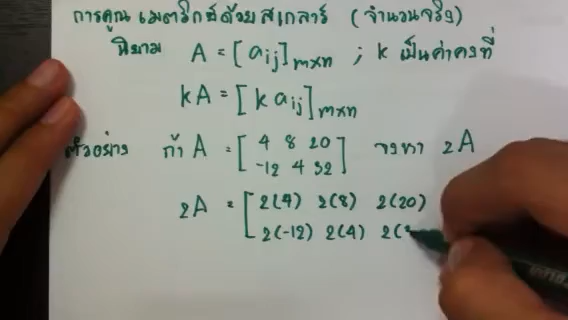 การคูณเมตริกซ์ด้วยสเกลาร์ (จำนวนจริง)
นิยาม A = [aij]m×n ; k เป็นค่าคงที่
kA = [k aij]m×n
ตัวอย่าง ถ้า A = [ 4 8 20 ] จงหา 2A
-12 4 32
2A = [ 2(4) 2(8) 2(20)
2(-12) 2(4) 2(